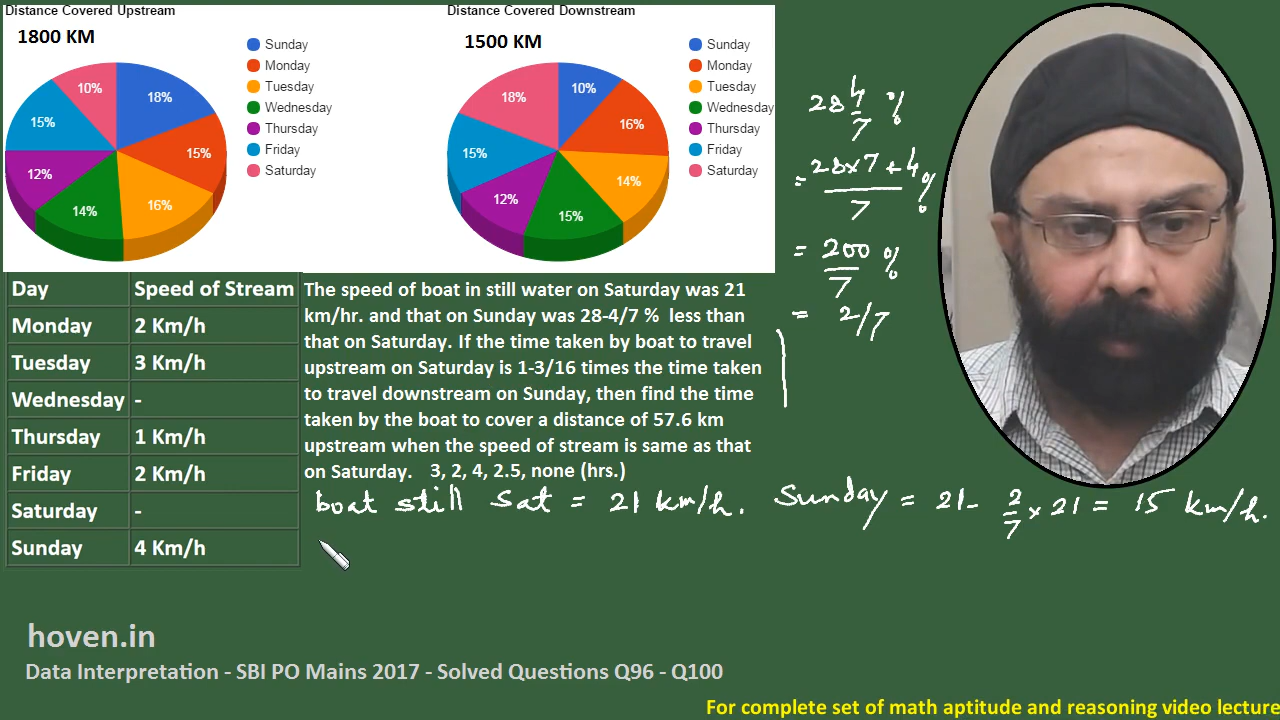 Distance Covered Upstream
1800 KM
Sunday
Monday
Tuesday
Wednesday
Thursday
Friday
Saturday
18%
15%
16%
14%
12%
15%
10%
Distance Covered Downstream
1500 KM
Sunday
Monday
Tuesday
Wednesday
Thursday
Friday
Saturday
10%
16%
14%
15%
12%
15%
18%
28 4/7 %
= 28×7+4/7 %
= 200/7 %
= 2/7
Day Speed of Stream
Monday 2 Km/h
Tuesday 3 Km/h
Wednesday -
Thursday 1 Km/h
Friday 2 Km/h
Saturday -
Sunday 4 Km/h
The speed of boat in still water on Saturday was 21
km/hr. and that on Sunday was 28-4/7 % less than
that on Saturday. If the time taken by boat to travel
upstream on Saturday is 1-3/16 times the time taken
to travel downstream on Sunday, then find the time
taken by the boat to cover a distance of 57.6 km
upstream when the speed of stream is same as that
on Saturday. 3, 2, 4, 2.5, none (hrs.)
boat still Sat = 21 km/h. Sunday = 21- 2/7 × 21 = 15 km/h.
hoven.in
Data Interpretation - SBI PO Mains 2017 - Solved Questions Q96 - Q100
For complete set of math aptitude and reasoning video lecture